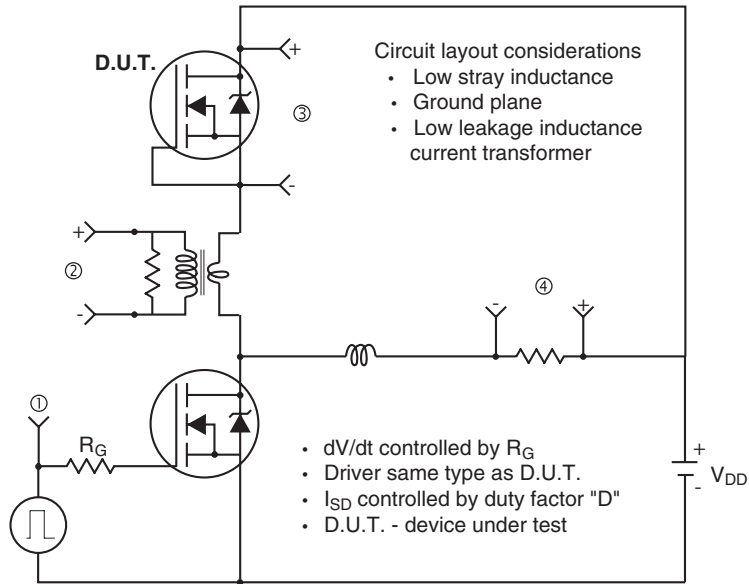 D.U.T.
+
③
-
Circuit layout considerations
• Low stray inductance
• Ground plane
• Low leakage inductance
current transformer
+
②
-
-
④
+
①
R_G
• dV/dt controlled by R_G
• Driver same type as D.U.T.
• I_SD controlled by duty factor "D"
• D.U.T. - device under test
+
V_DD
-